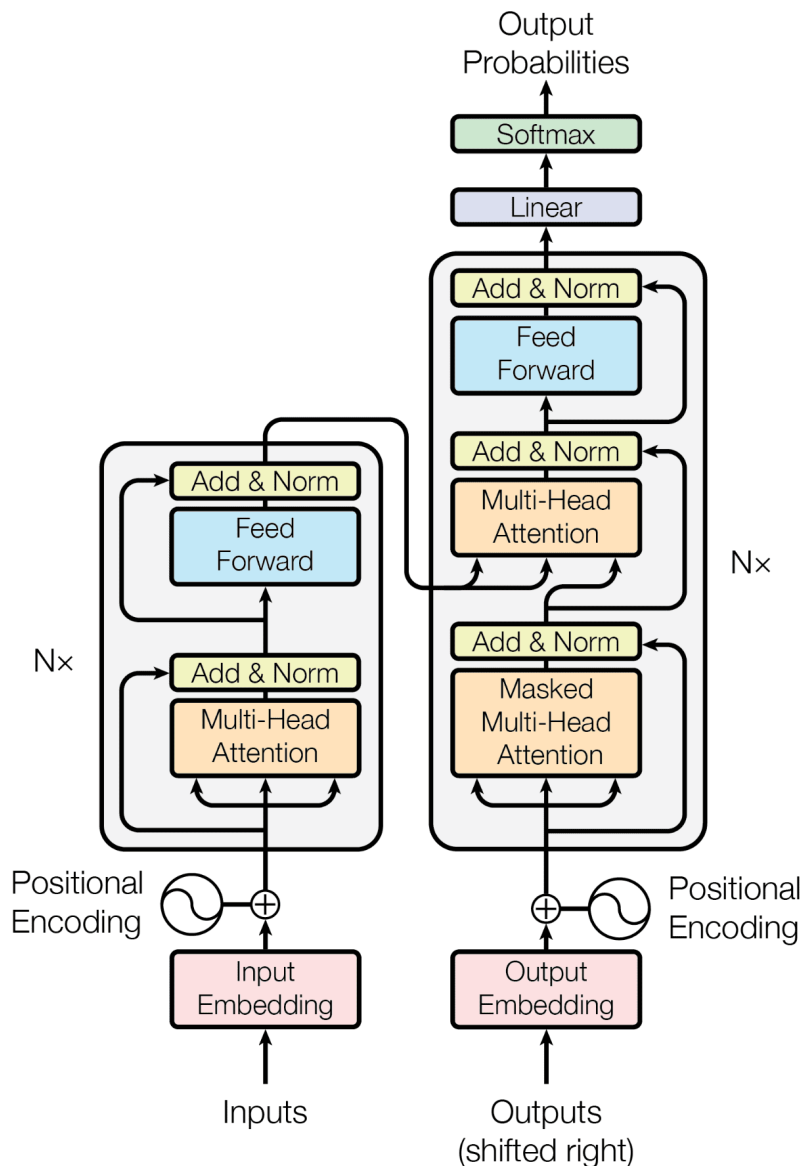 Output
Probabilities
Softmax
Linear
Add & Norm
Feed
Forward
Add & Norm
Multi-Head
Attention
Add & Norm
Masked
Multi-Head
Attention
N×
Add & Norm
Feed
Forward
Add & Norm
Multi-Head
Attention
N×
Positional
Encoding
Positional
Encoding
Input
Embedding
Output
Embedding
Inputs
Outputs
(shifted right)